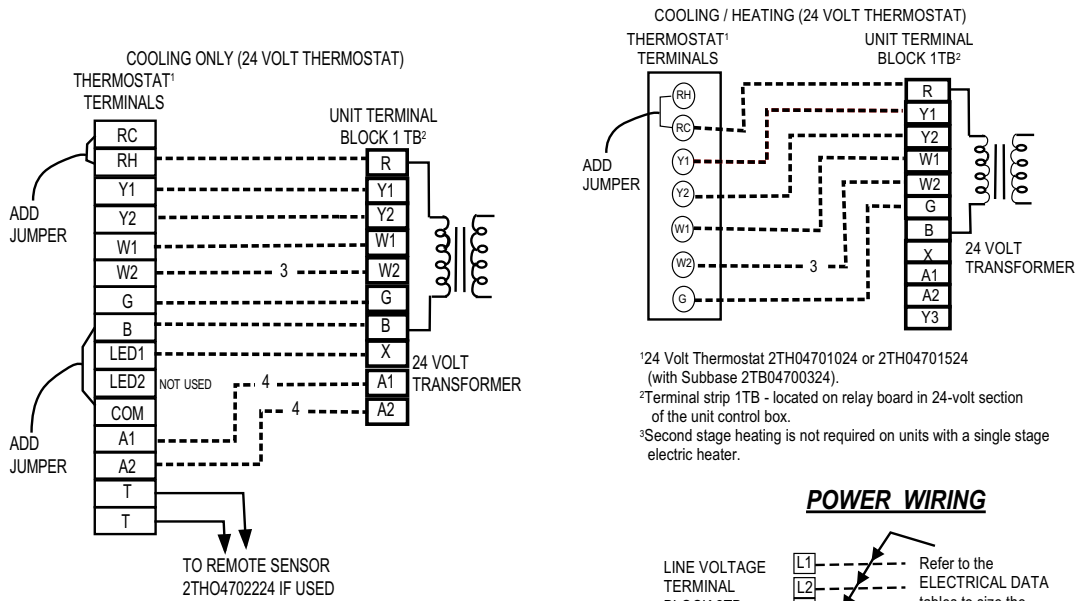 COOLING ONLY (24 VOLT THERMOSTAT)
THERMOSTAT¹
TERMINALS
UNIT TERMINAL
BLOCK 1 TB²
RC
RH
Y1
Y2
W1
W2
G
B
LED1
LED2
NOT USED
COM
A1
A2
T
T
ADD
JUMPER
ADD
JUMPER
3
4
4
R
Y1
Y2
W1
W2
G
B
X
A1
A2
24 VOLT
TRANSFORMER
TO REMOTE SENSOR
2THO4702224 IF USED
COOLING / HEATING (24 VOLT THERMOSTAT)
THERMOSTAT¹
TERMINALS
UNIT TERMINAL
BLOCK 1TB²
RH
RC
Y1
Y2
W1
W2
G
ADD
JUMPER
3
R
Y1
Y2
W1
W2
G
B
X
A1
A2
Y3
24 VOLT
TRANSFORMER
¹24 Volt Thermostat 2TH04701024 or 2TH04701524
(with Subbase 2TB04700324).
²Terminal strip 1TB - located on relay board in 24-volt section
of the unit control box.
³Second stage heating is not required on units with a single stage
electric heater.
POWER WIRING
LINE VOLTAGE
TERMINAL
L1
L2
Refer to the
ELECTRICAL DATA
tables to size the